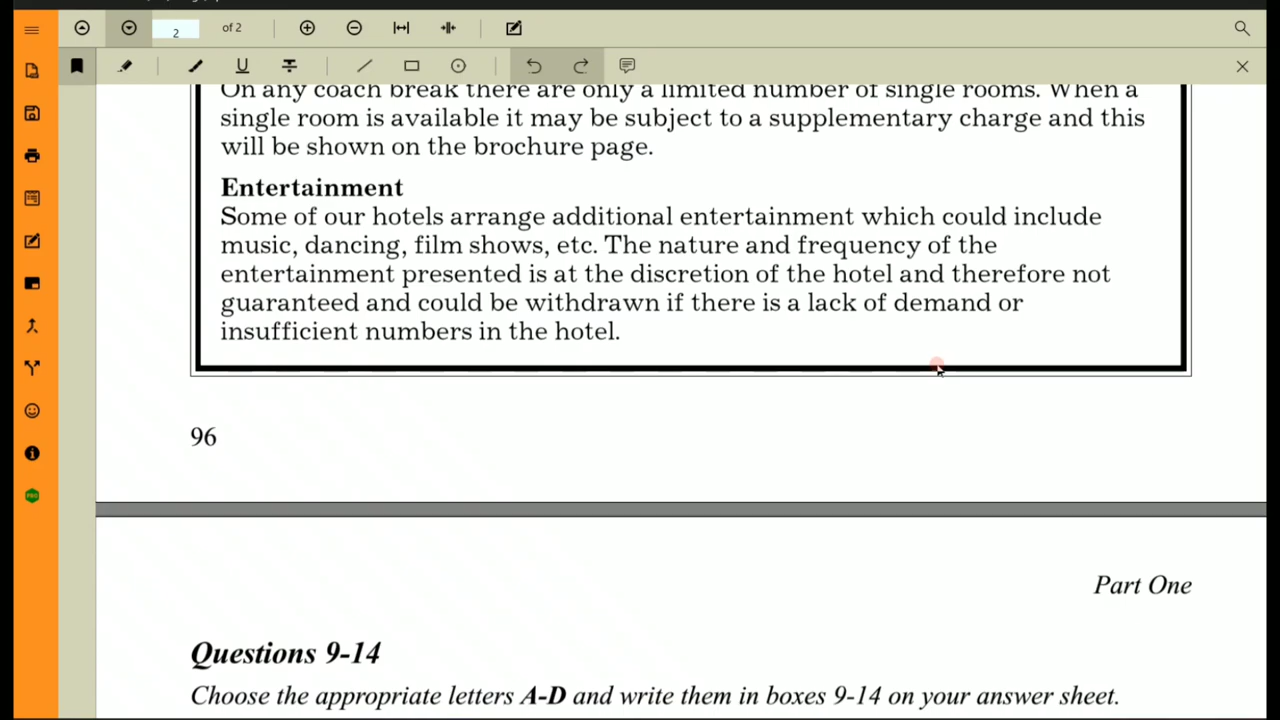 2 of 2
On any coach break there are only a limited number of single rooms. When a
single room is available it may be subject to a supplementary charge and this
will be shown on the brochure page.
Entertainment
Some of our hotels arrange additional entertainment which could include
music, dancing, film shows, etc. The nature and frequency of the
entertainment presented is at the discretion of the hotel and therefore not
guaranteed and could be withdrawn if there is a lack of demand or
insufficient numbers in the hotel.
96
Part One
Questions 9-14
Choose the appropriate letters A-D and write them in boxes 9-14 on your answer sheet.